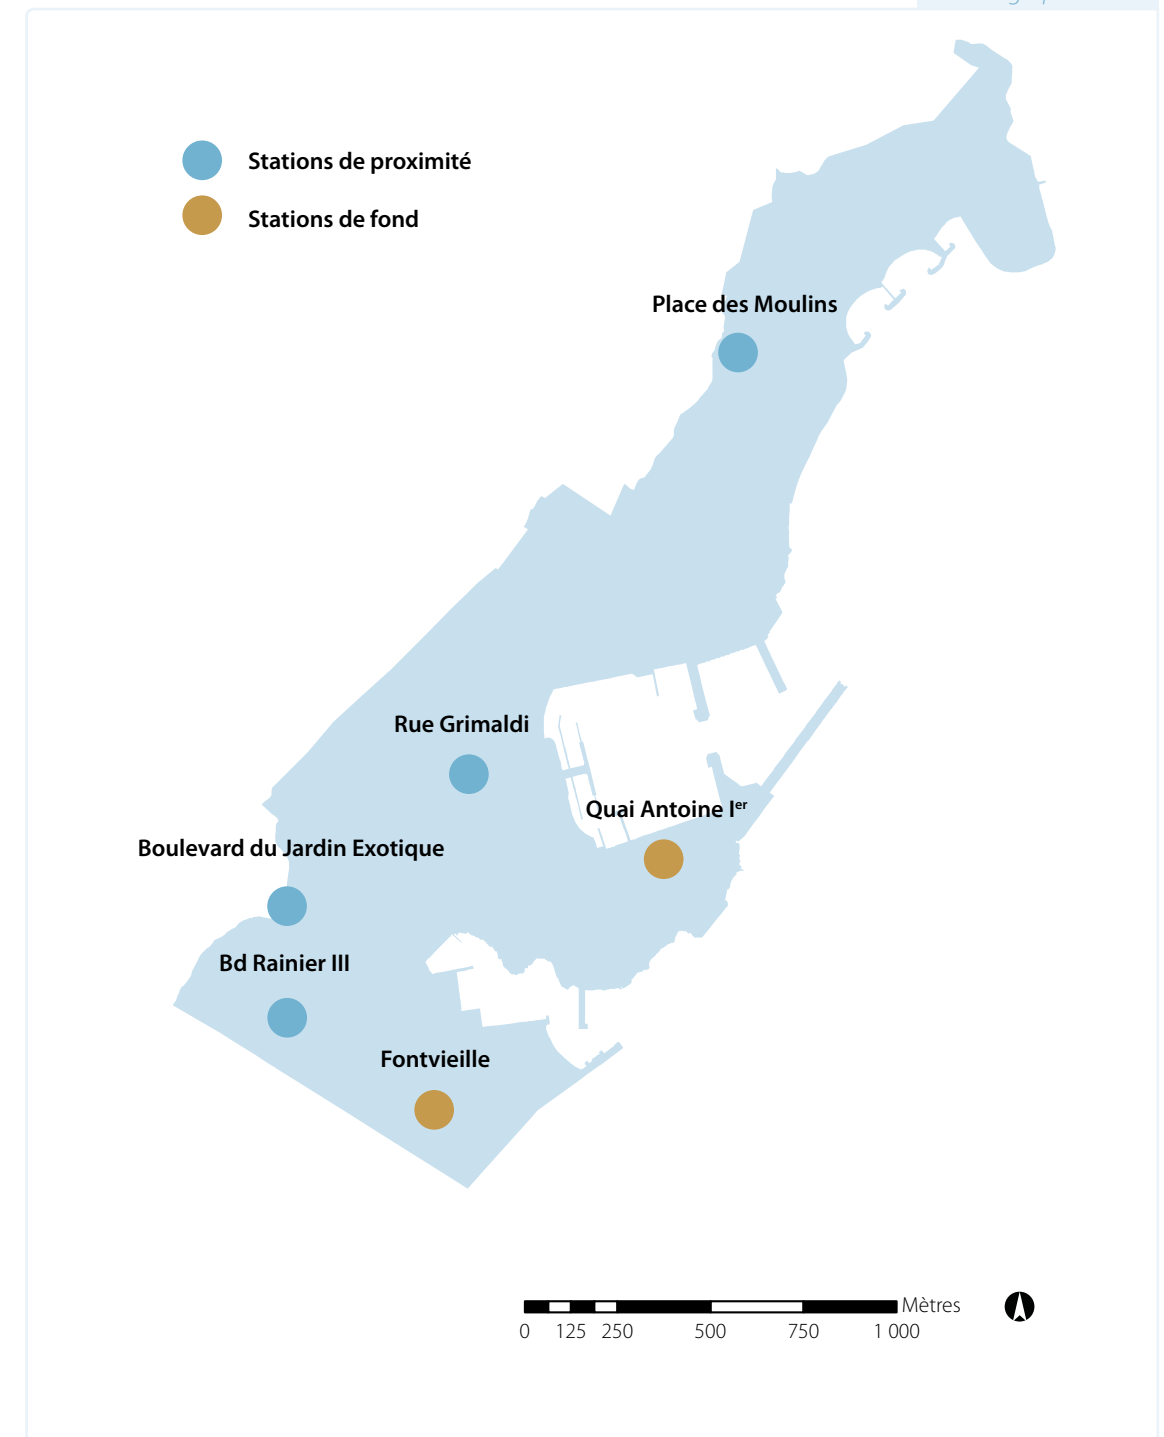 Stations de proximité
Stations de fond
Place des Moulins
Rue Grimaldi
Quai Antoine Ier
Boulevard du Jardin Exotique
Bd Rainier III
Fontvieille
Mètres
0 125 250 500 750 1 000